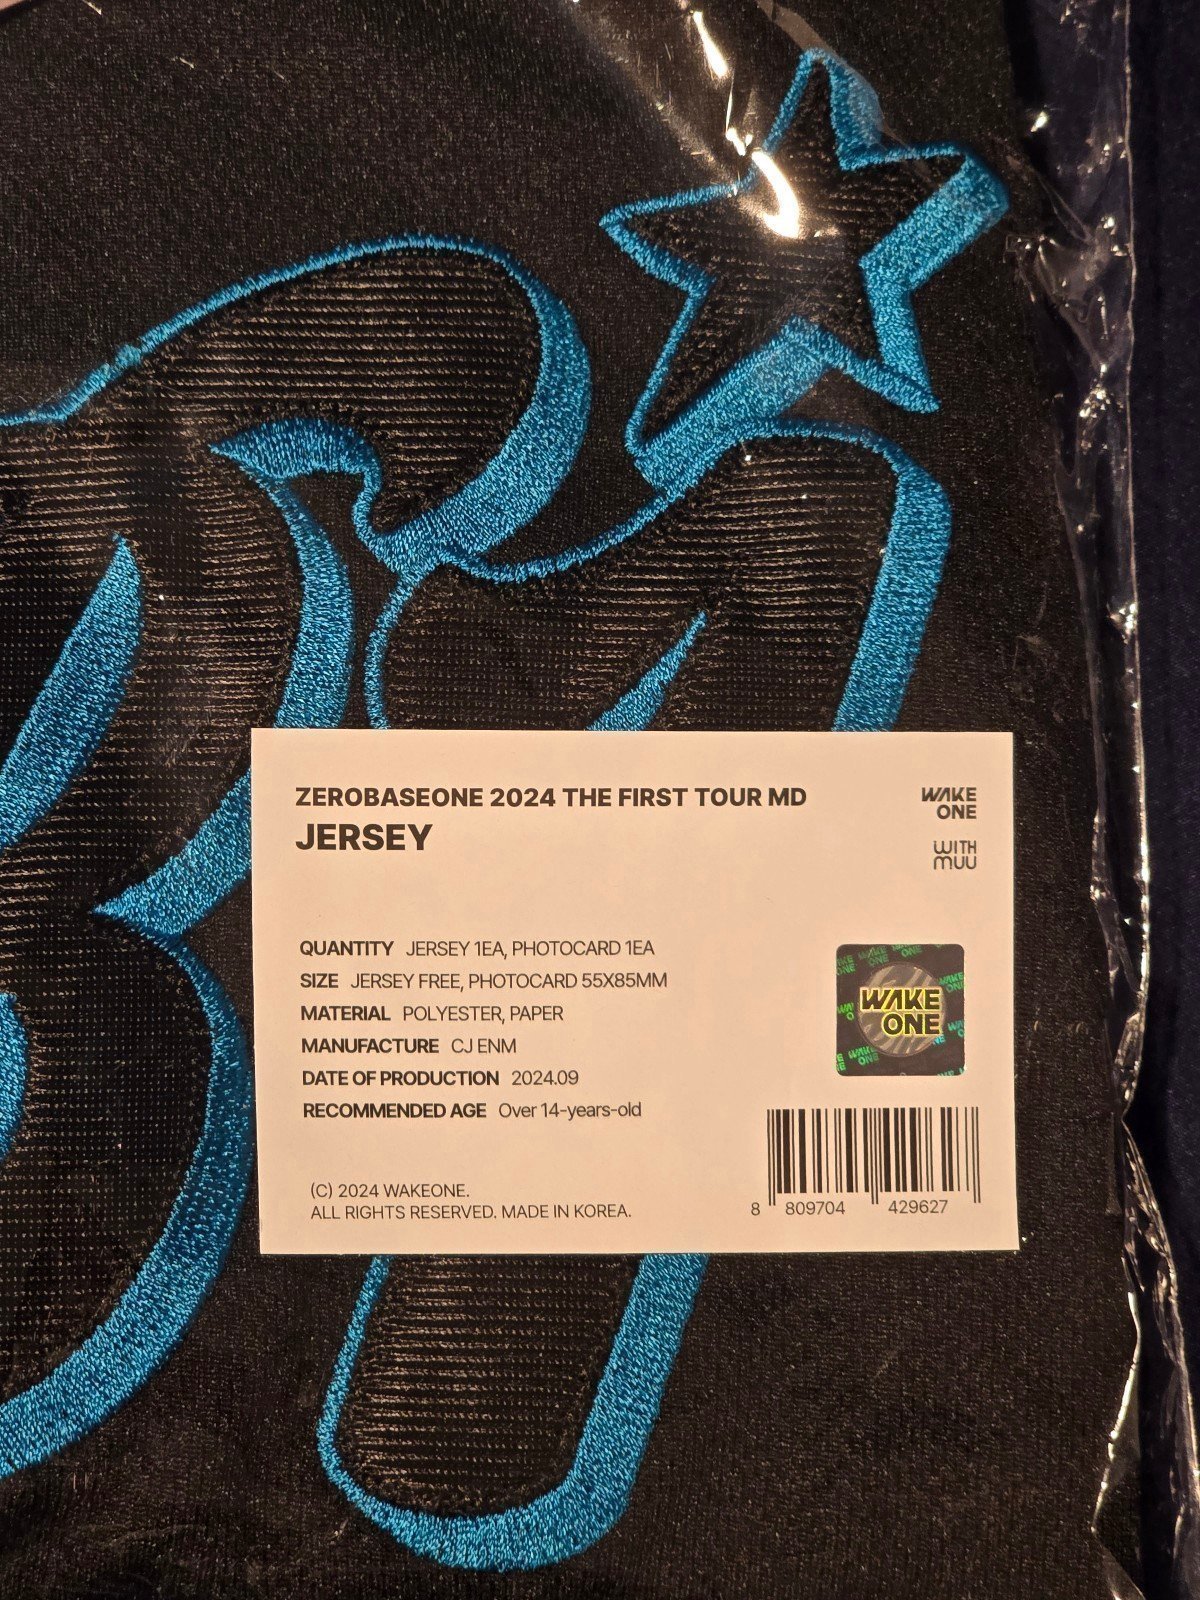 ZEROBASEONE 2024 THE FIRST TOUR MD
JERSEY
WAKE
ONE
WITH
MUU
QUANTITY JERSEY 1EA, PHOTOCARD 1EA
SIZE JERSEY FREE, PHOTOCARD 55X85MM
MATERIAL POLYESTER, PAPER
MANUFACTURE CJ ENM
DATE OF PRODUCTION 2024.09
RECOMMENDED AGE Over 14-years-old
WAKE
ONE
(C) 2024 WAKEONE.
ALL RIGHTS RESERVED. MADE IN KOREA.
8 809704 429627